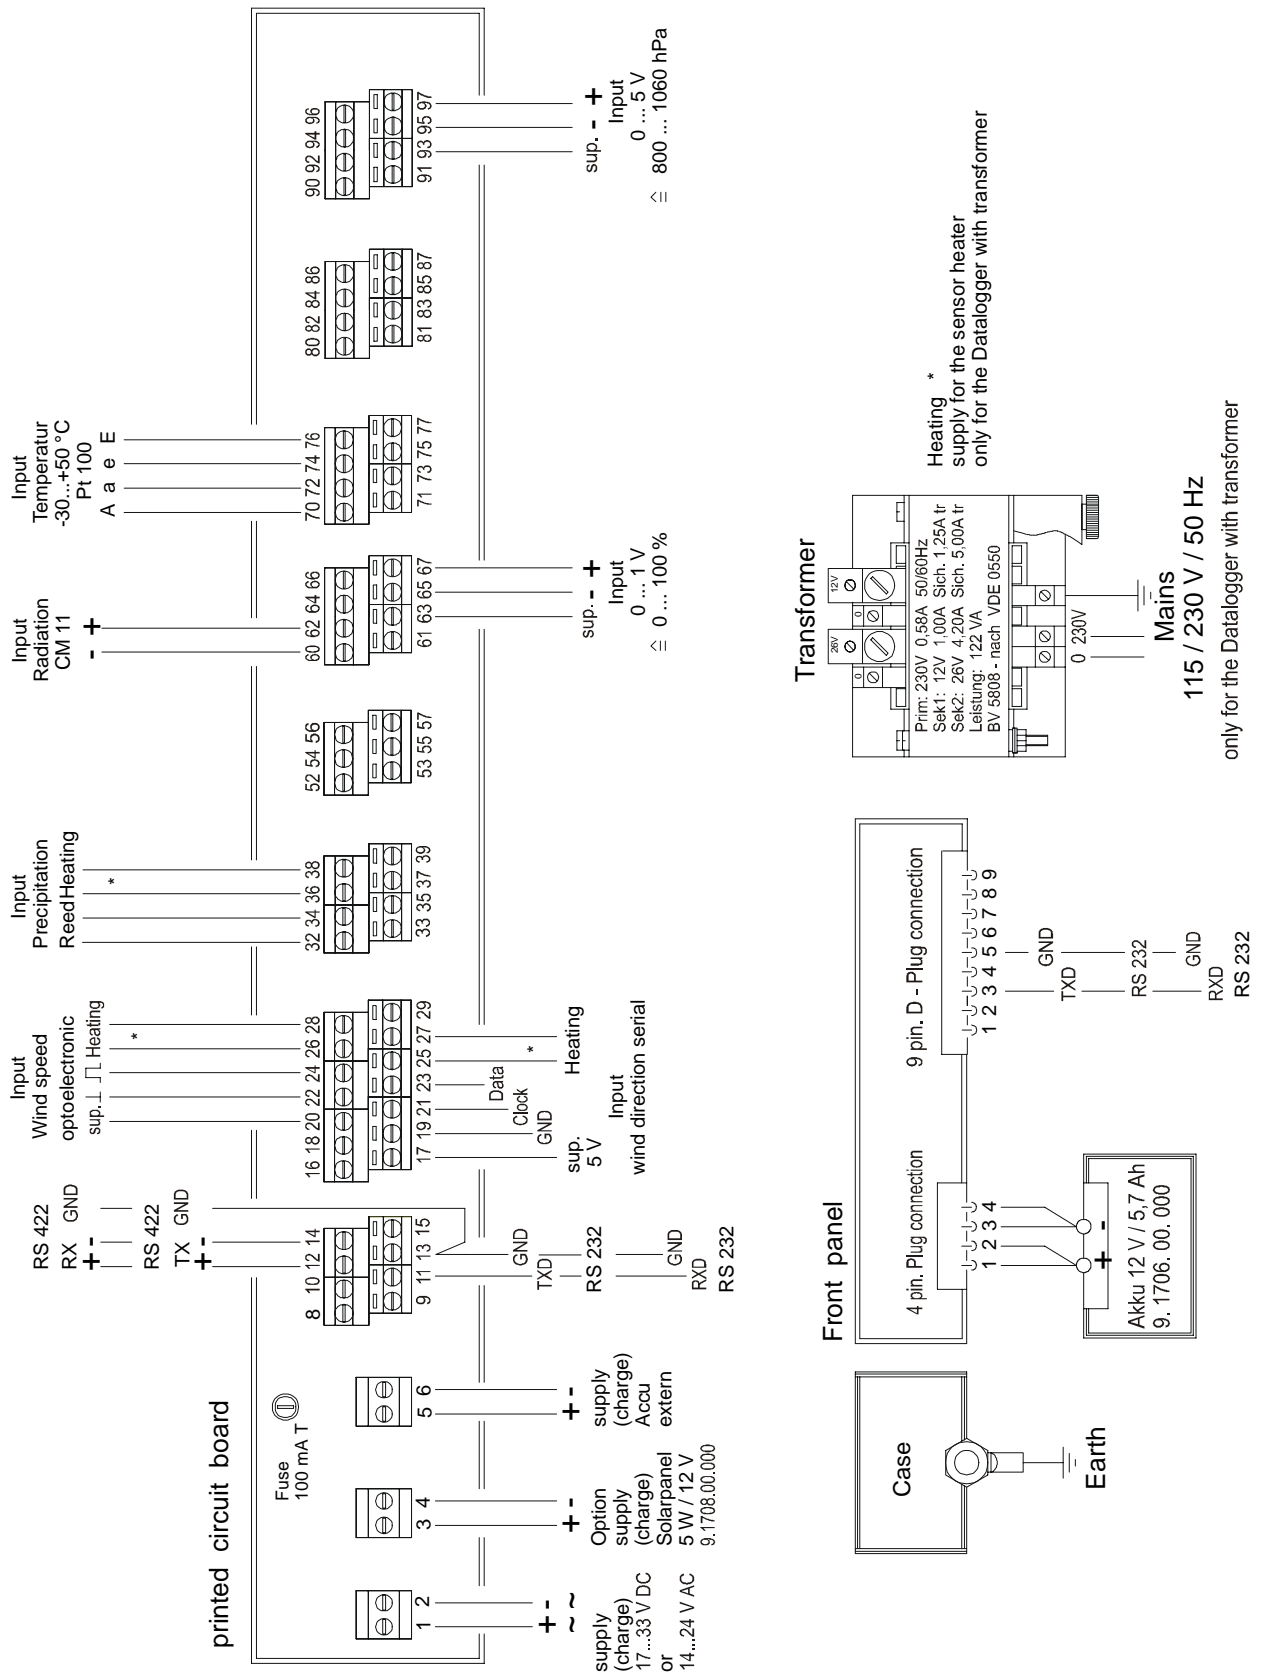 printed circuit board
Fuse
100 mA T
RS 422
RX GND
+ -
RS 422
TX GND
+ -
Input
Wind speed
optoelectronic
sup. ⊥ ⎍ Heating
*
Input
Precipitation
Reed Heating
*
Input
Radiation
CM 11
- +
Input
Temperatur
-30...+50 °C
Pt 100
A a e E
8 10 12 14
16 18 20 22 24 26 28
32 34 36 38
52 54 56
60 62 64 66
70 72 74 76
80 82 84 86
90 92 94 96
1 2
3 4
5 6
9 11 13 15
17 19 21 23 25 27 29
33 35 37 39
53 55 57
61 63 65 67
71 73 75 77
81 83 85 87
91 93 95 97
+ -
~ ~
supply
(charge)
17...33 V DC
or
14...24 V AC
+ -
Option
supply
(charge)
Solarpanel
5 W / 12 V
9.1708.00.000
+ -
supply
(charge)
Accu
extern
GND
TXD
RS 232
GND
RXD
RS 232
sup.
5 V
GND
Clock
Data
*
Heating
Input
wind direction serial
sup. - +
Input
0 ... 1 V
≙ 0 ... 100 %
sup. - +
Input
0 ... 5 V
≙ 800 ... 1060 hPa
Case
Earth
Front panel
4 pin. Plug connection
1 2 3 4
+ -
Akku 12 V / 5,7 Ah
9. 1706. 00. 000
9 pin. D - Plug connection
1 2 3 4 5 6 7 8 9
GND
TXD
RS 232
GND
RXD
RS 232
Transformer
0 26V 0 12V
Prim: 230V 0,58A 50/60Hz
Sek1: 12V 1,00A Sich. 1,25A tr
Sek2: 26V 4,20A Sich. 5,00A tr
Leistung: 122 VA
BV 5808 - nach VDE 0550
0 230V
Mains
115 / 230 V / 50 Hz
only for the Datalogger with transformer
Heating *
supply for the sensor heater
only for the Datalogger with transformer